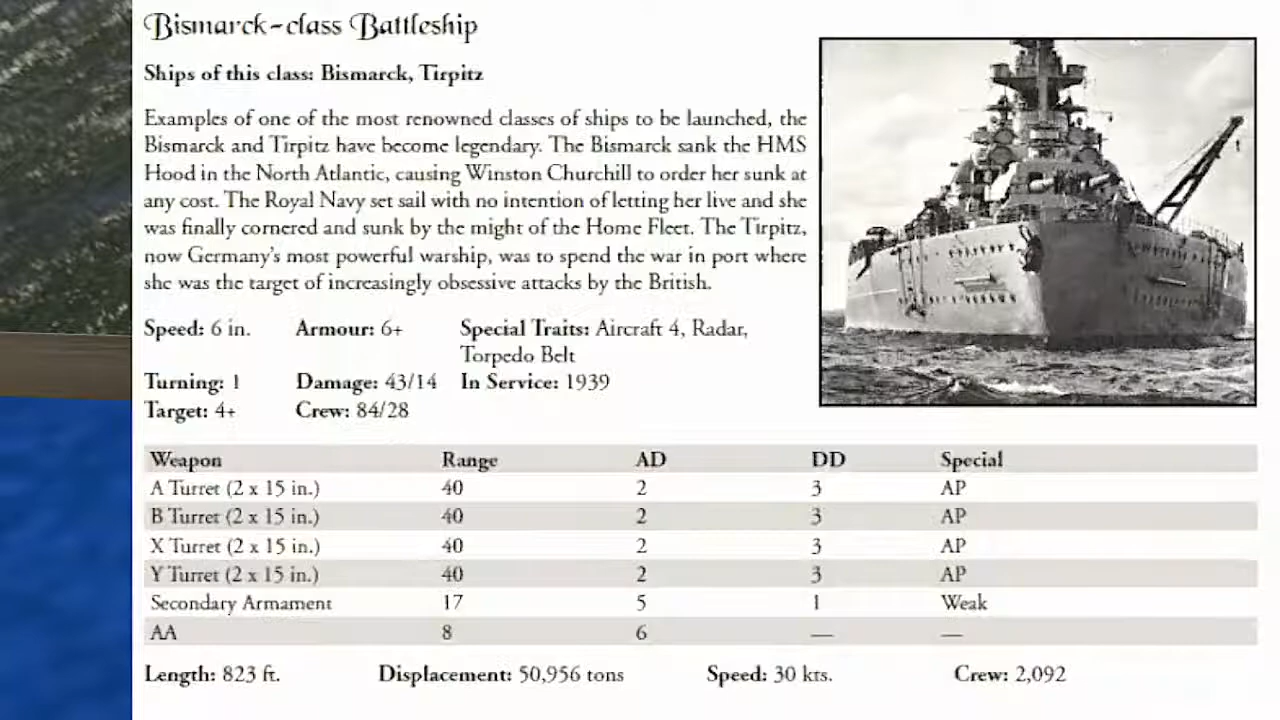 Bismarck-class Battleship
Ships of this class: Bismarck, Tirpitz
Examples of one of the most renowned classes of ships to be launched, the
Bismarck and Tirpitz have become legendary. The Bismarck sank the HMS
Hood in the North Atlantic, causing Winston Churchill to order her sunk at
any cost. The Royal Navy set sail with no intention of letting her live and she
was finally cornered and sunk by the might of the Home Fleet. The Tirpitz,
now Germany's most powerful warship, was to spend the war in port where
she was the target of increasingly obsessive attacks by the British.
Speed: 6 in. Armour: 6+ Special Traits: Aircraft 4, Radar,
Torpedo Belt
Turning: 1 Damage: 43/14 In Service: 1939
Target: 4+ Crew: 84/28
Weapon Range AD DD Special
A Turret (2 x 15 in.) 40 2 3 AP
B Turret (2 x 15 in.) 40 2 3 AP
X Turret (2 x 15 in.) 40 2 3 AP
Y Turret (2 x 15 in.) 40 2 3 AP
Secondary Armament 17 5 1 Weak
AA 8 6 — —
Length: 823 ft. Displacement: 50,956 tons Speed: 30 kts. Crew: 2,092